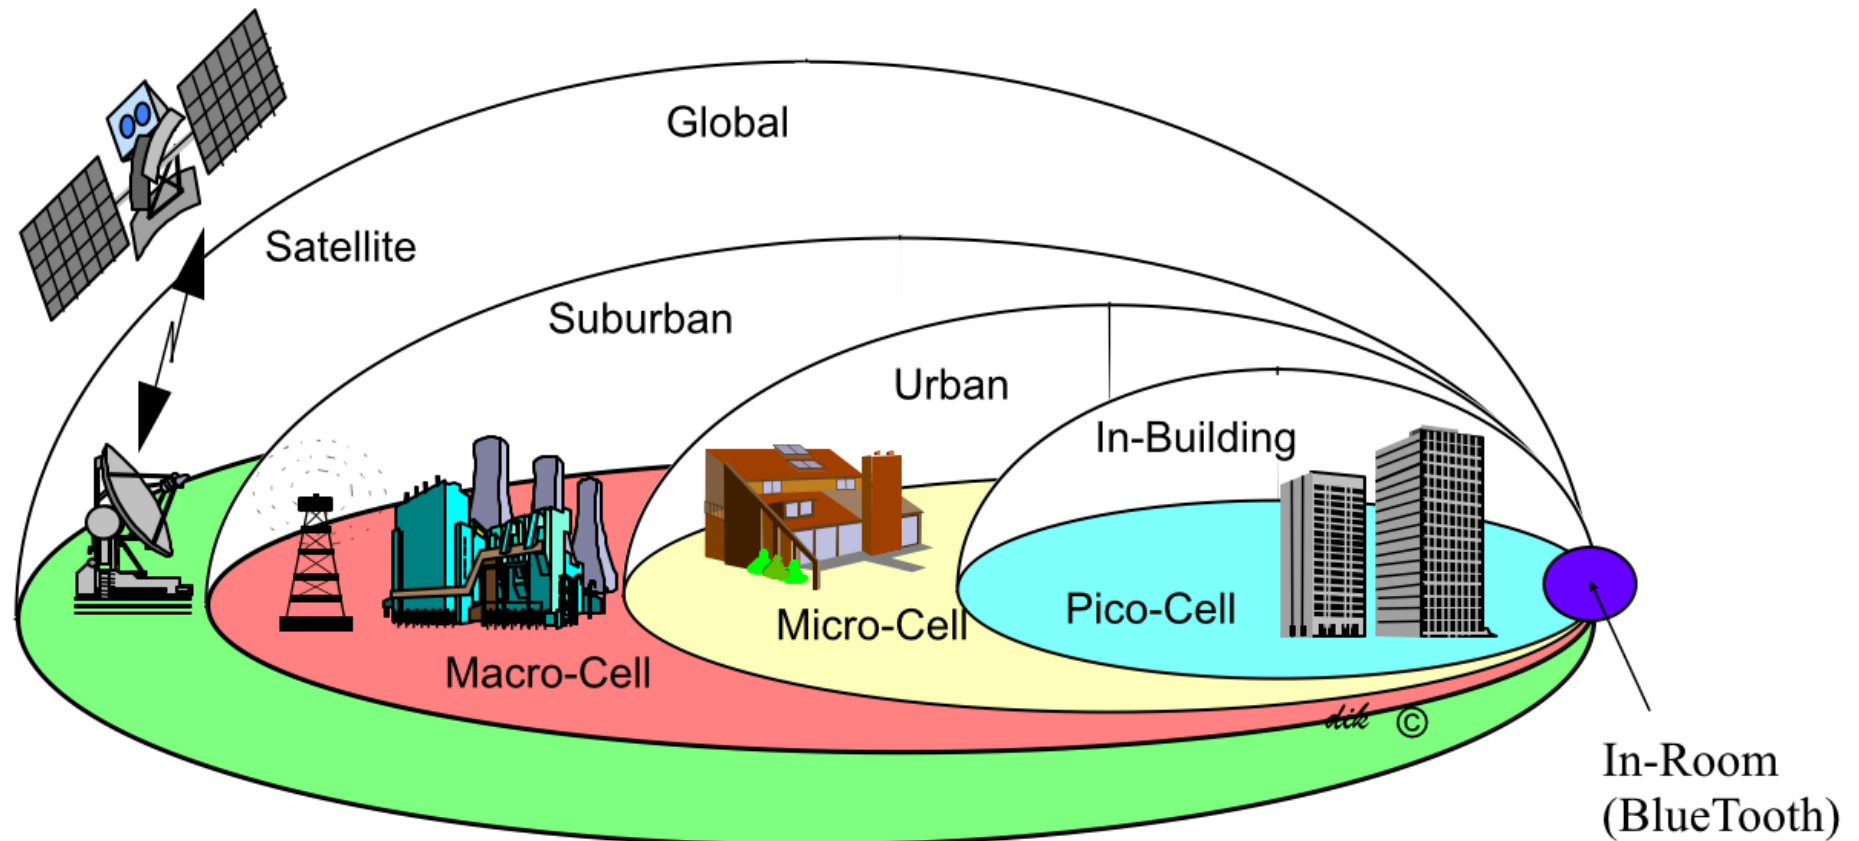 Global
Satellite
Suburban
Urban
In-Building
Pico-Cell
Micro-Cell
Macro-Cell
dik ©
In-Room
(BlueTooth)